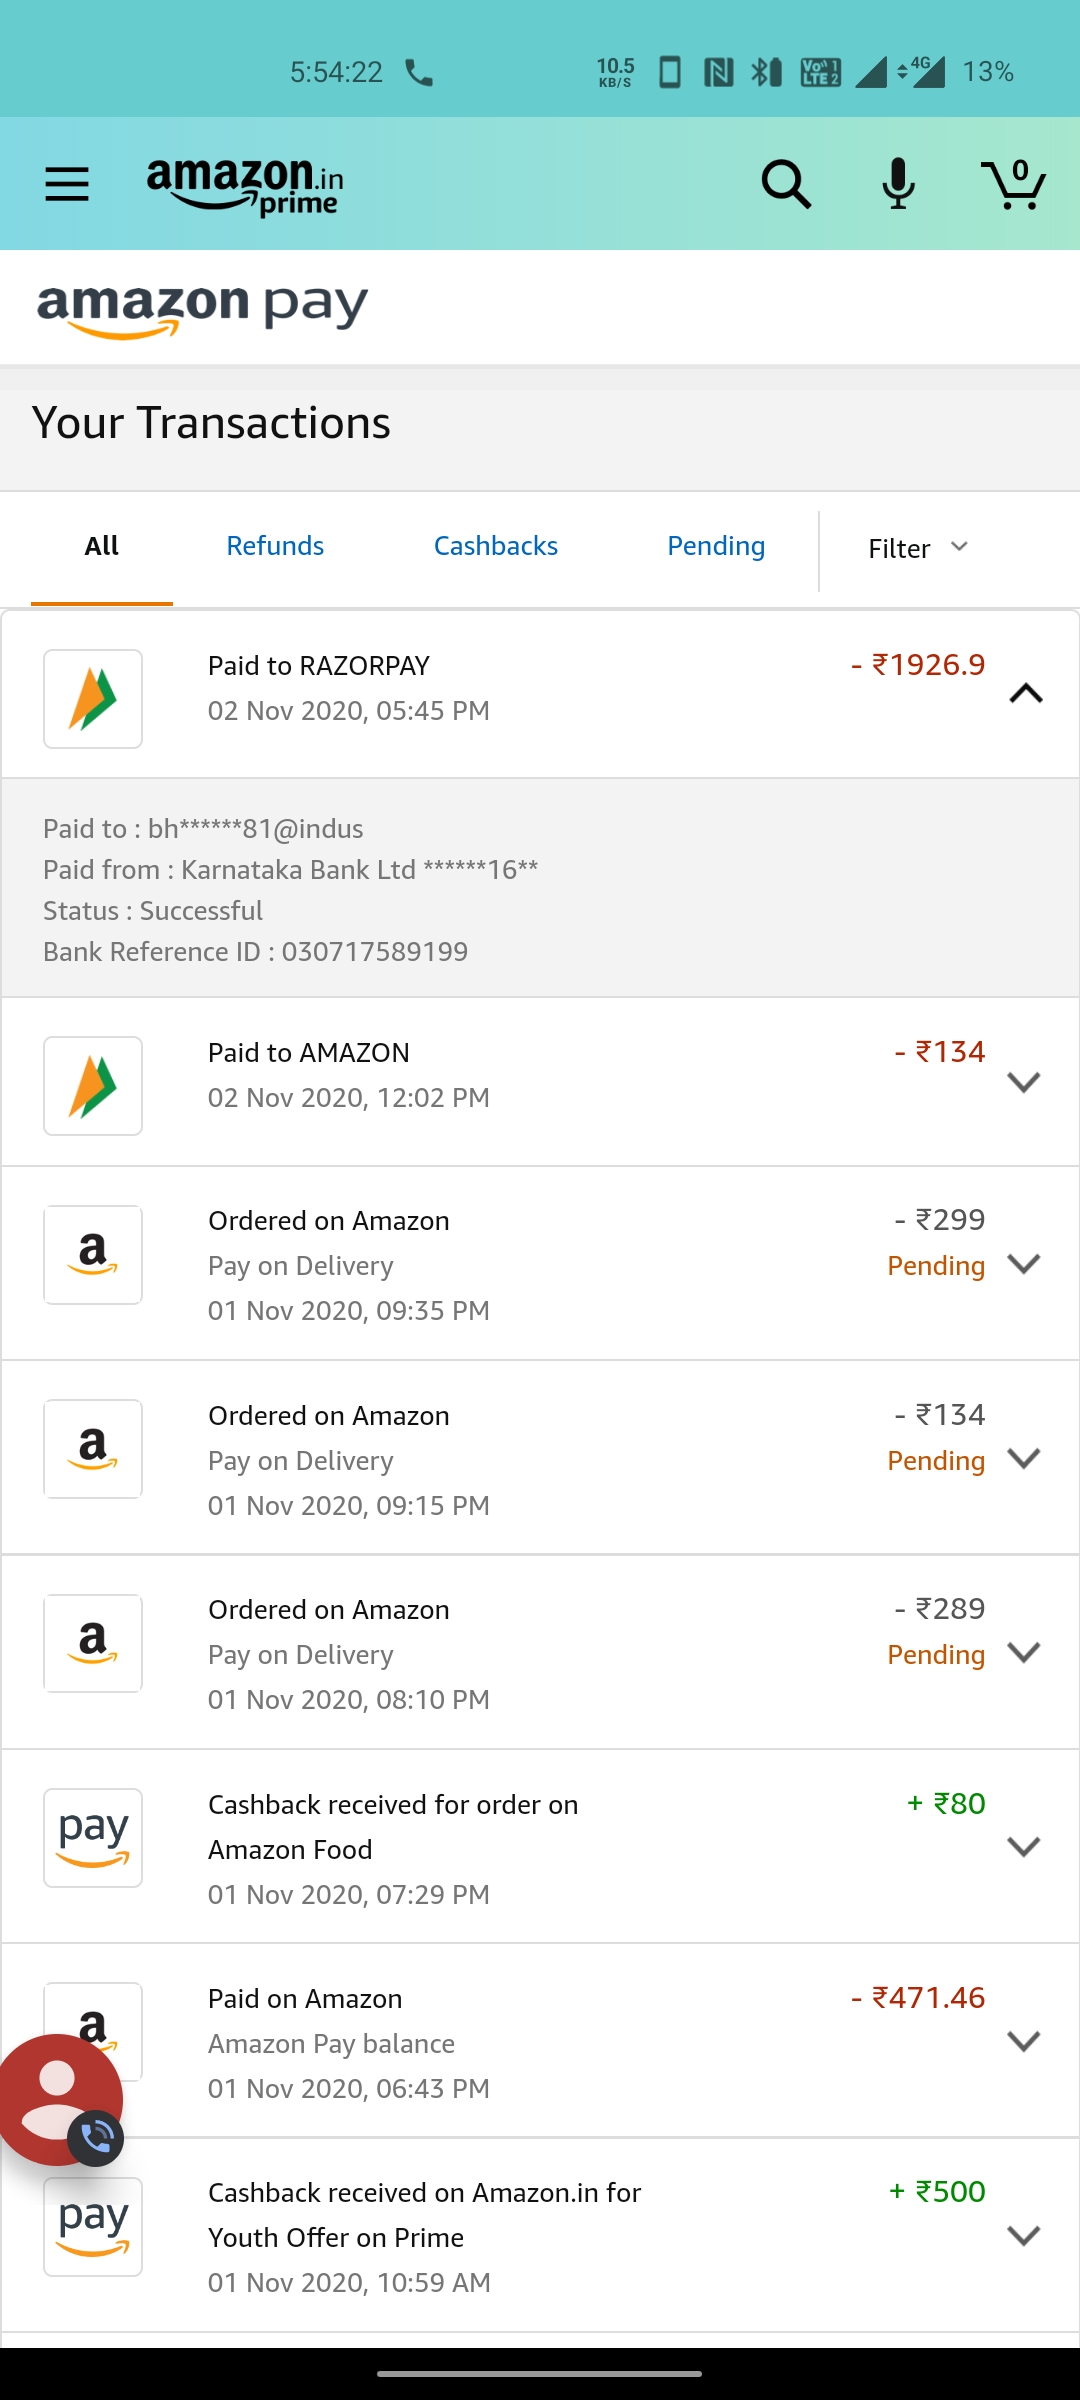 5:54:22 10.5 KB/S Vo)) 1 LTE 2 4G 13%
amazon.in prime 0
amazon pay
Your Transactions
All Refunds Cashbacks Pending Filter
Paid to RAZORPAY - ₹1926.9
02 Nov 2020, 05:45 PM
Paid to : bh******81@indus
Paid from : Karnataka Bank Ltd ******16**
Status : Successful
Bank Reference ID : 030717589199
Paid to AMAZON - ₹134
02 Nov 2020, 12:02 PM
a Ordered on Amazon - ₹299
Pay on Delivery Pending
01 Nov 2020, 09:35 PM
a Ordered on Amazon - ₹134
Pay on Delivery Pending
01 Nov 2020, 09:15 PM
a Ordered on Amazon - ₹289
Pay on Delivery Pending
01 Nov 2020, 08:10 PM
pay Cashback received for order on + ₹80
Amazon Food
01 Nov 2020, 07:29 PM
a Paid on Amazon - ₹471.46
Amazon Pay balance
01 Nov 2020, 06:43 PM
pay Cashback received on Amazon.in for + ₹500
Youth Offer on Prime
01 Nov 2020, 10:59 AM